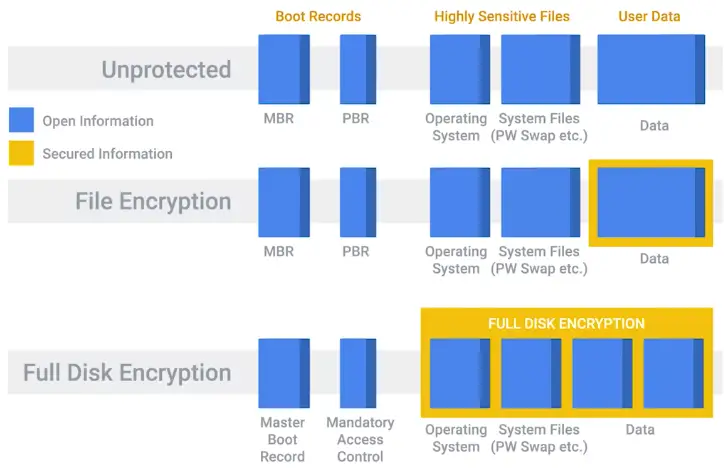 Boot Records
Highly Sensitive Files
User Data
Unprotected
MBR
PBR
Operating
System
System Files
(PW Swap etc.)
Data
Open Information
Secured Information
File Encryption
MBR
PBR
Operating
System
System Files
(PW Swap etc.)
Data
FULL DISK ENCRYPTION
Full Disk Encryption
Master
Boot
Record
Mandatory
Access
Control
Operating
System
System Files
(PW Swap etc.)
Data